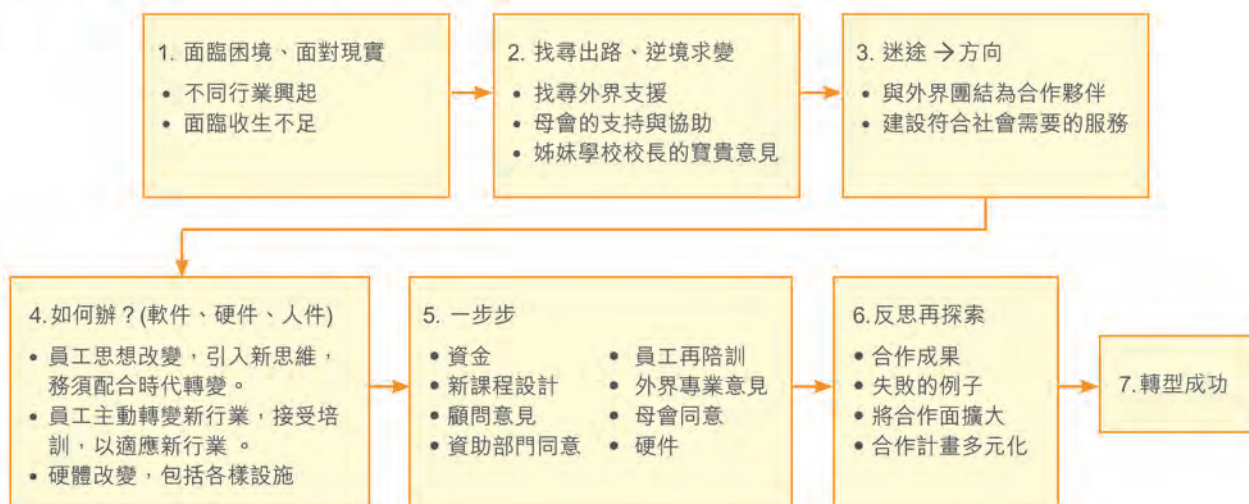 1. 面臨困境、面對現實
• 不同行業興起
• 面臨收生不足
2. 找尋出路、逆境求變
• 找尋外界支援
• 母會的支持與協助
• 姊妹學校校長的寶貴意見
3. 迷途→方向
• 與外界團結為合作夥伴
• 建設符合社會需要的服務
4.如何辦？(軟件、硬件、人件)
• 員工思想改變，引入新思維，
務須配合時代轉變。
• 員工主動轉變新行業，接受培
訓，以適應新行業。
• 硬體改變，包括各樣設施
5. 一步步
• 資金
• 新課程設計
• 顧問意見
• 資助部門同意
• 員工再陪訓
• 外界專業意見
• 母會同意
• 硬件
6.反思再探索
• 合作成果
• 失敗的例子
• 將合作面擴大
• 合作計畫多元化
7.轉型成功